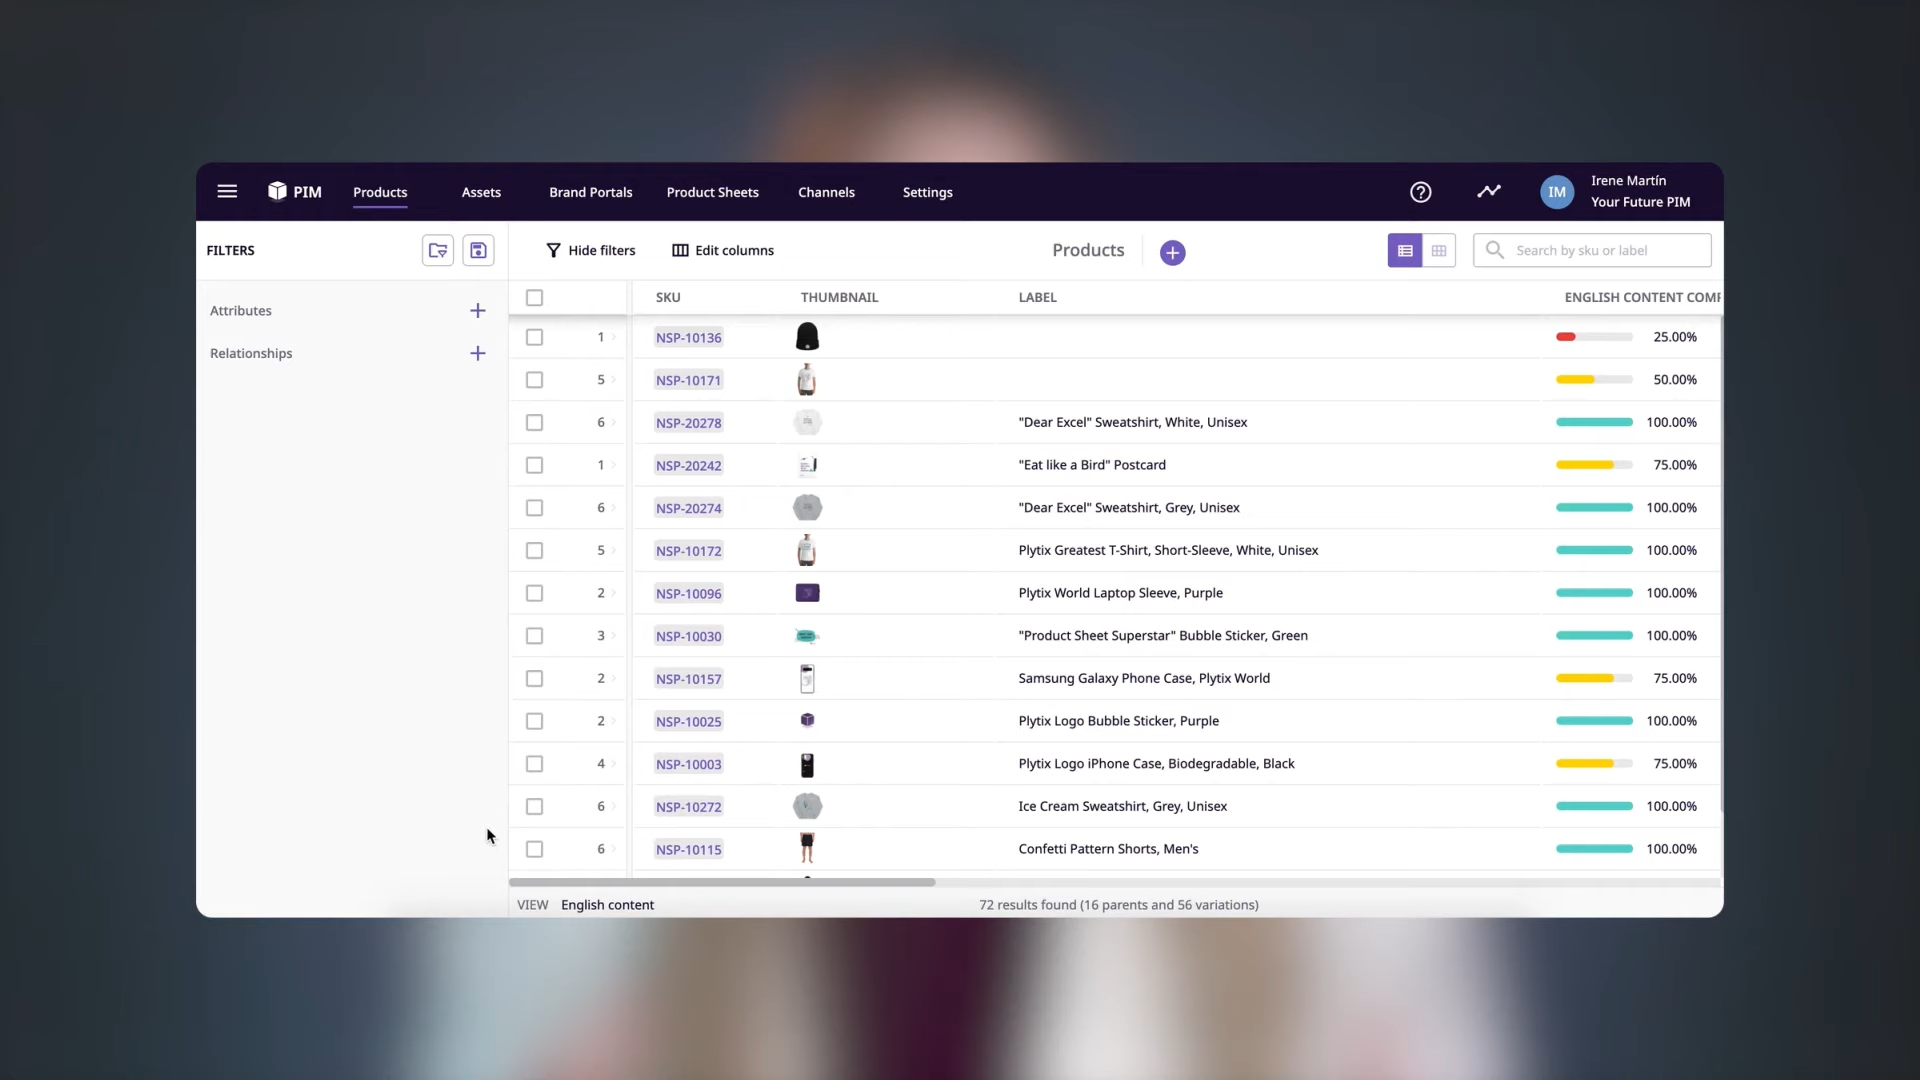 PIM Products Assets Brand Portals Product Sheets Channels Settings IM Irene Martín
Your Future PIM
FILTERS Hide filters Edit columns Products Search by sku or label
Attributes
Relationships
SKU THUMBNAIL LABEL ENGLISH CONTENT COMP
1 NSP-10136 25.00%
5 NSP-10171 50.00%
6 NSP-20278 "Dear Excel" Sweatshirt, White, Unisex 100.00%
1 NSP-20242 "Eat like a Bird" Postcard 75.00%
6 NSP-20274 "Dear Excel" Sweatshirt, Grey, Unisex 100.00%
5 NSP-10172 Plytix Greatest T-Shirt, Short-Sleeve, White, Unisex 100.00%
2 NSP-10096 Plytix World Laptop Sleeve, Purple 100.00%
3 NSP-10030 "Product Sheet Superstar" Bubble Sticker, Green 100.00%
2 NSP-10157 Samsung Galaxy Phone Case, Plytix World 75.00%
2 NSP-10025 Plytix Logo Bubble Sticker, Purple 100.00%
4 NSP-10003 Plytix Logo iPhone Case, Biodegradable, Black 75.00%
6 NSP-10272 Ice Cream Sweatshirt, Grey, Unisex 100.00%
6 NSP-10115 Confetti Pattern Shorts, Men's 100.00%
VIEW English content 72 results found (16 parents and 56 variations)